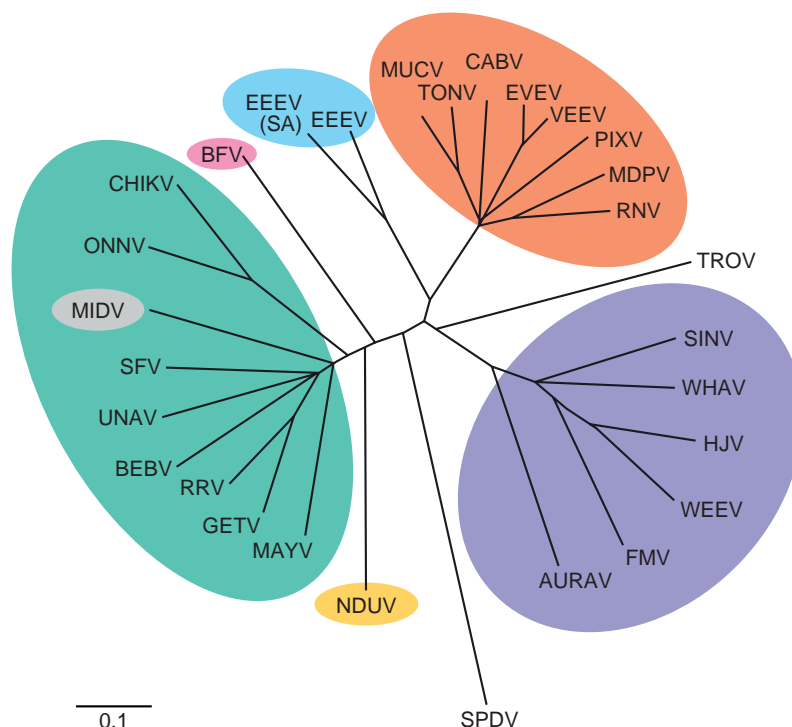 CABV
MUCV
TONV
EVEV
EEEV
(SA)
EEEV
VEEV
PIXV
BFV
MDPV
CHIKV
RNV
ONNV
TROV
MIDV
SINV
SFV
WHAV
UNAV
HJV
BEBV
RRV
WEEV
GETV
MAYV
FMV
AURAV
NDUV
SPDV
0.1